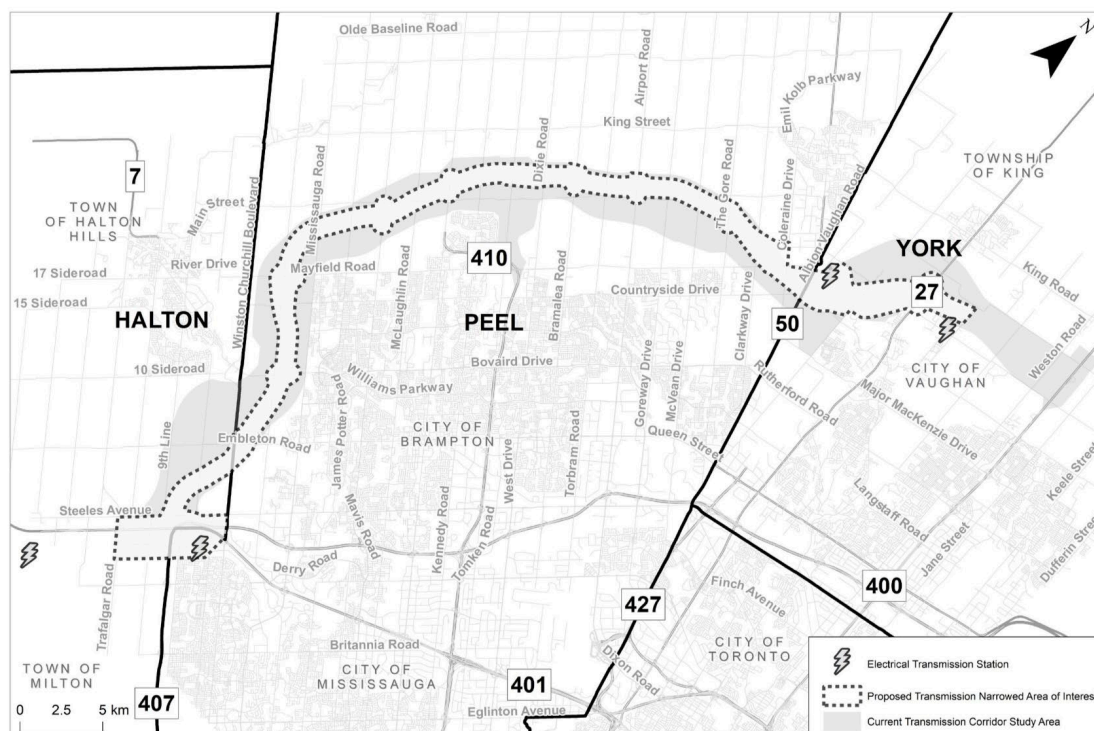 Olde Baseline Road
N
Airport Road
Emil Kolb Parkway
King Street
TOWNSHIP
OF KING
7
Dixie Road
The Gore Road
Coleraine Drive
Albion-Vaughan Road
Mississauga Road
Main Street
TOWN
OF HALTON
HILLS
Winston Churchill Boulevard
YORK
King Road
River Drive
17 Sideroad
Mayfield Road
410
15 Sideroad
McLaughlin Road
Bramalea Road
Countryside Drive
27
Weston Road
HALTON
PEEL
50
Clarkway Drive
CITY OF
VAUGHAN
10 Sideroad
Bovaird Drive
Goreway Drive
McVean Drive
Rutherford Road
Major MacKenzie Drive
Williams Parkway
James Potter Road
CITY OF
BRAMPTON
Queen Street
9th Line
Embleton Road
West Drive
Torbram Road
Keele Street
Steeles Avenue
Mavis Road
Kennedy Road
Tomken Road
Langstaff Road
Jane Street
Dufferin Street
Derry Road
Trafalgar Road
Finch Avenue
400
427
Britannia Road
CITY OF
TORONTO
TOWN OF
MILTON
CITY OF
MISSISSAUGA
Dixon Road
401
407
Eglinton Avenue
0 2.5 5 km
Electrical Transmission Station
Proposed Transmission Narrowed Area of Interest
Current Transmission Corridor Study Area